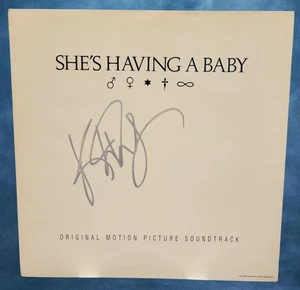 SHE'S HAVING A BABY
♂ ♀ ✶ † ∞
ORIGINAL MOTION PICTURE SOUNDTRACK